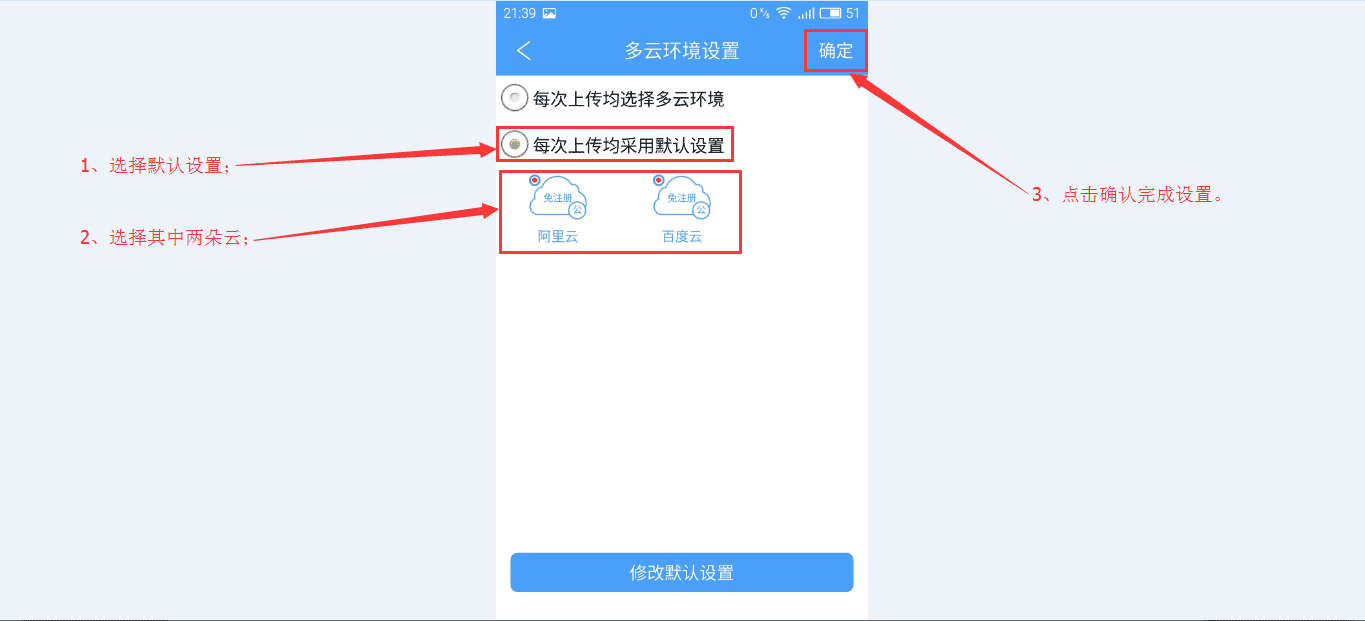 21:39
0 K/s
51
多云环境设置
确定
每次上传均选择多云环境
每次上传均采用默认设置
1、选择默认设置;
免注册
公
免注册
公
3、点击确认完成设置。
阿里云
百度云
2、选择其中两朵云;
修改默认设置